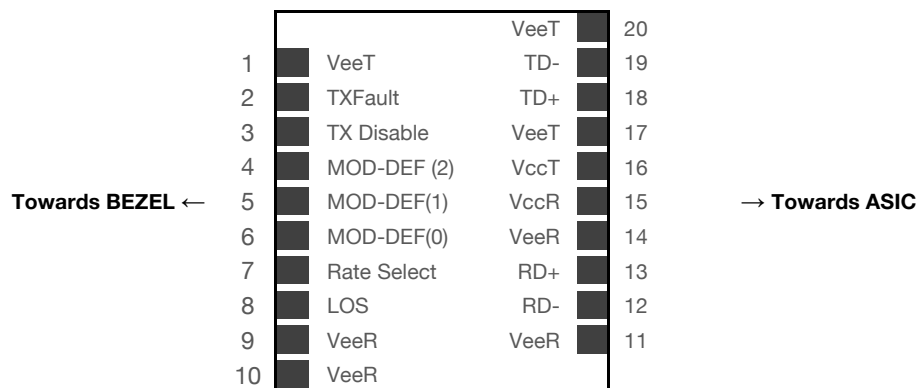 VeeT 20
1 VeeT TD- 19
2 TXFault TD+ 18
3 TX Disable VeeT 17
4 MOD-DEF (2) VccT 16
Towards BEZEL ← 5 MOD-DEF(1) VccR 15 → Towards ASIC
6 MOD-DEF(0) VeeR 14
7 Rate Select RD+ 13
8 LOS RD- 12
9 VeeR VeeR 11
10 VeeR